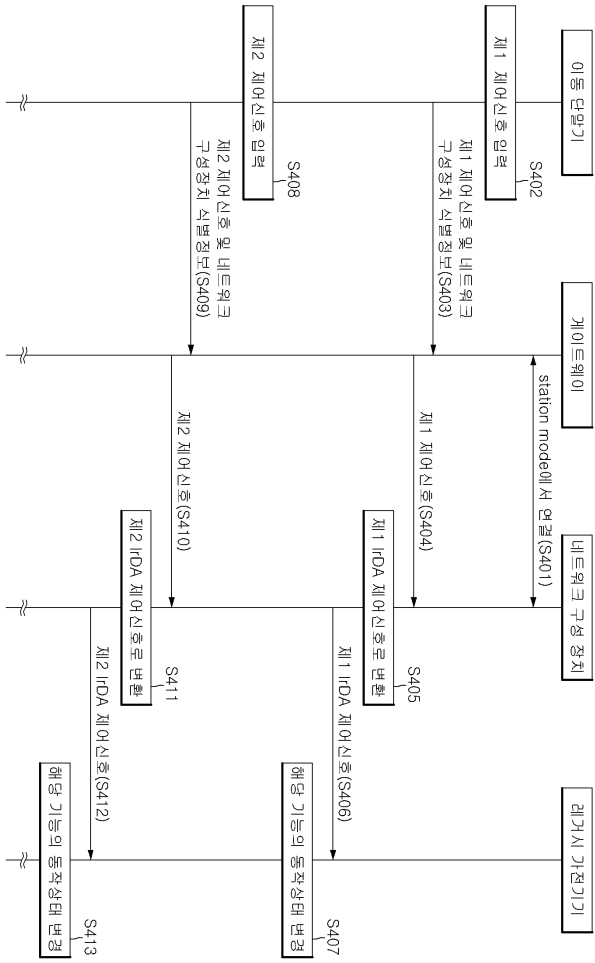 이동 단말기
게이트웨이
네트워크 구성 장치
레거시 가전기기
station mode에서 연결(S401)
S402
제1 제어신호 입력
제1 제어신호 및 네트워크
구성장치 식별정보(S403)
제1 제어신호(S404)
S405
제1 IrDA 제어신호로 변환
제1 IrDA 제어신호(S406)
S407
해당 기능의 동작상태 변경
S408
제2 제어신호 입력
제2 제어신호 및 네트워크
구성장치 식별정보(S409)
제2 제어신호(S410)
S411
제2 IrDA 제어신호로 변환
제2 IrDA 제어신호(S412)
S413
해당 기능의 동작상태 변경